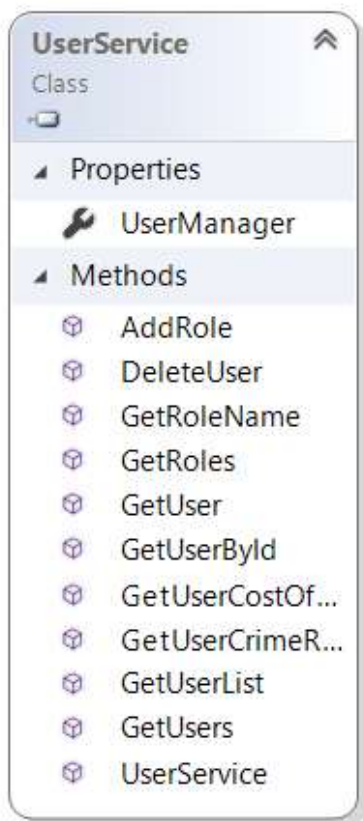 UserService
Class
Properties
UserManager
Methods
AddRole
DeleteUser
GetRoleName
GetRoles
GetUser
GetUserById
GetUserCostOf...
GetUserCrimeR...
GetUserList
GetUsers
UserService